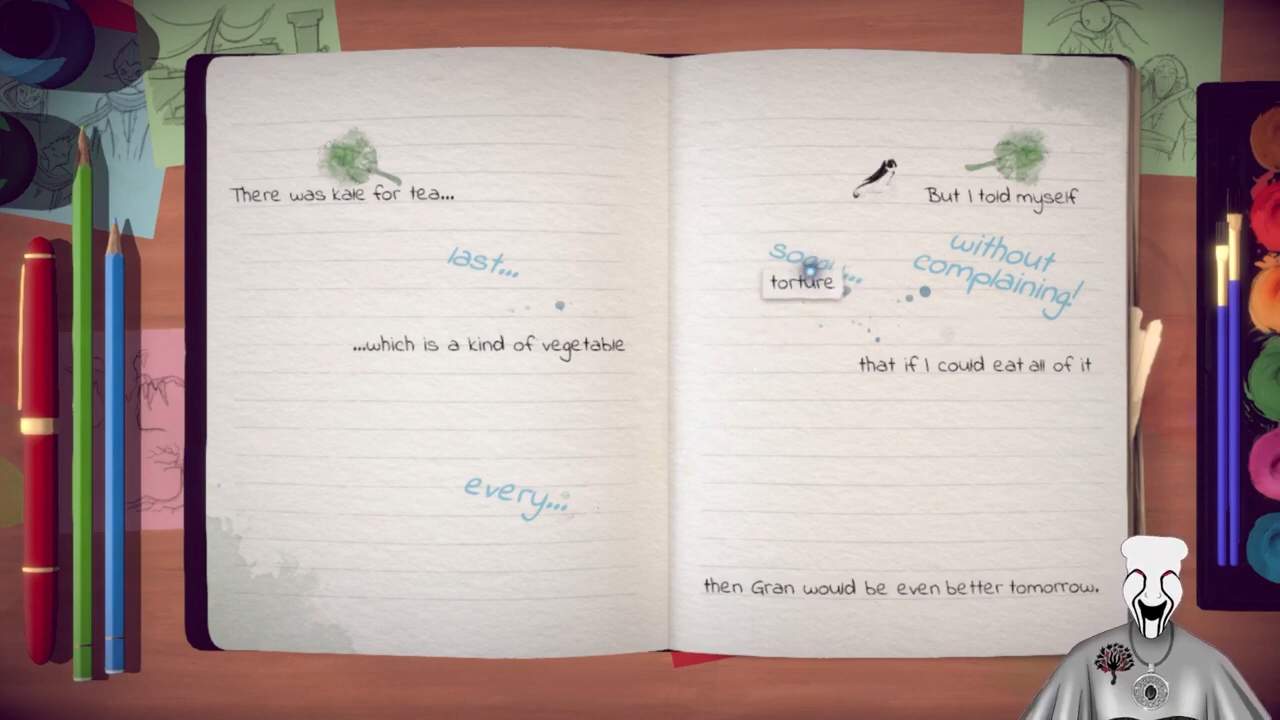 There was kale for tea...
last...
...which is a kind of vegetable
every...
But I told myself
without
complaining!
torture
that if I could eat all of it
then Gran would be even better tomorrow.